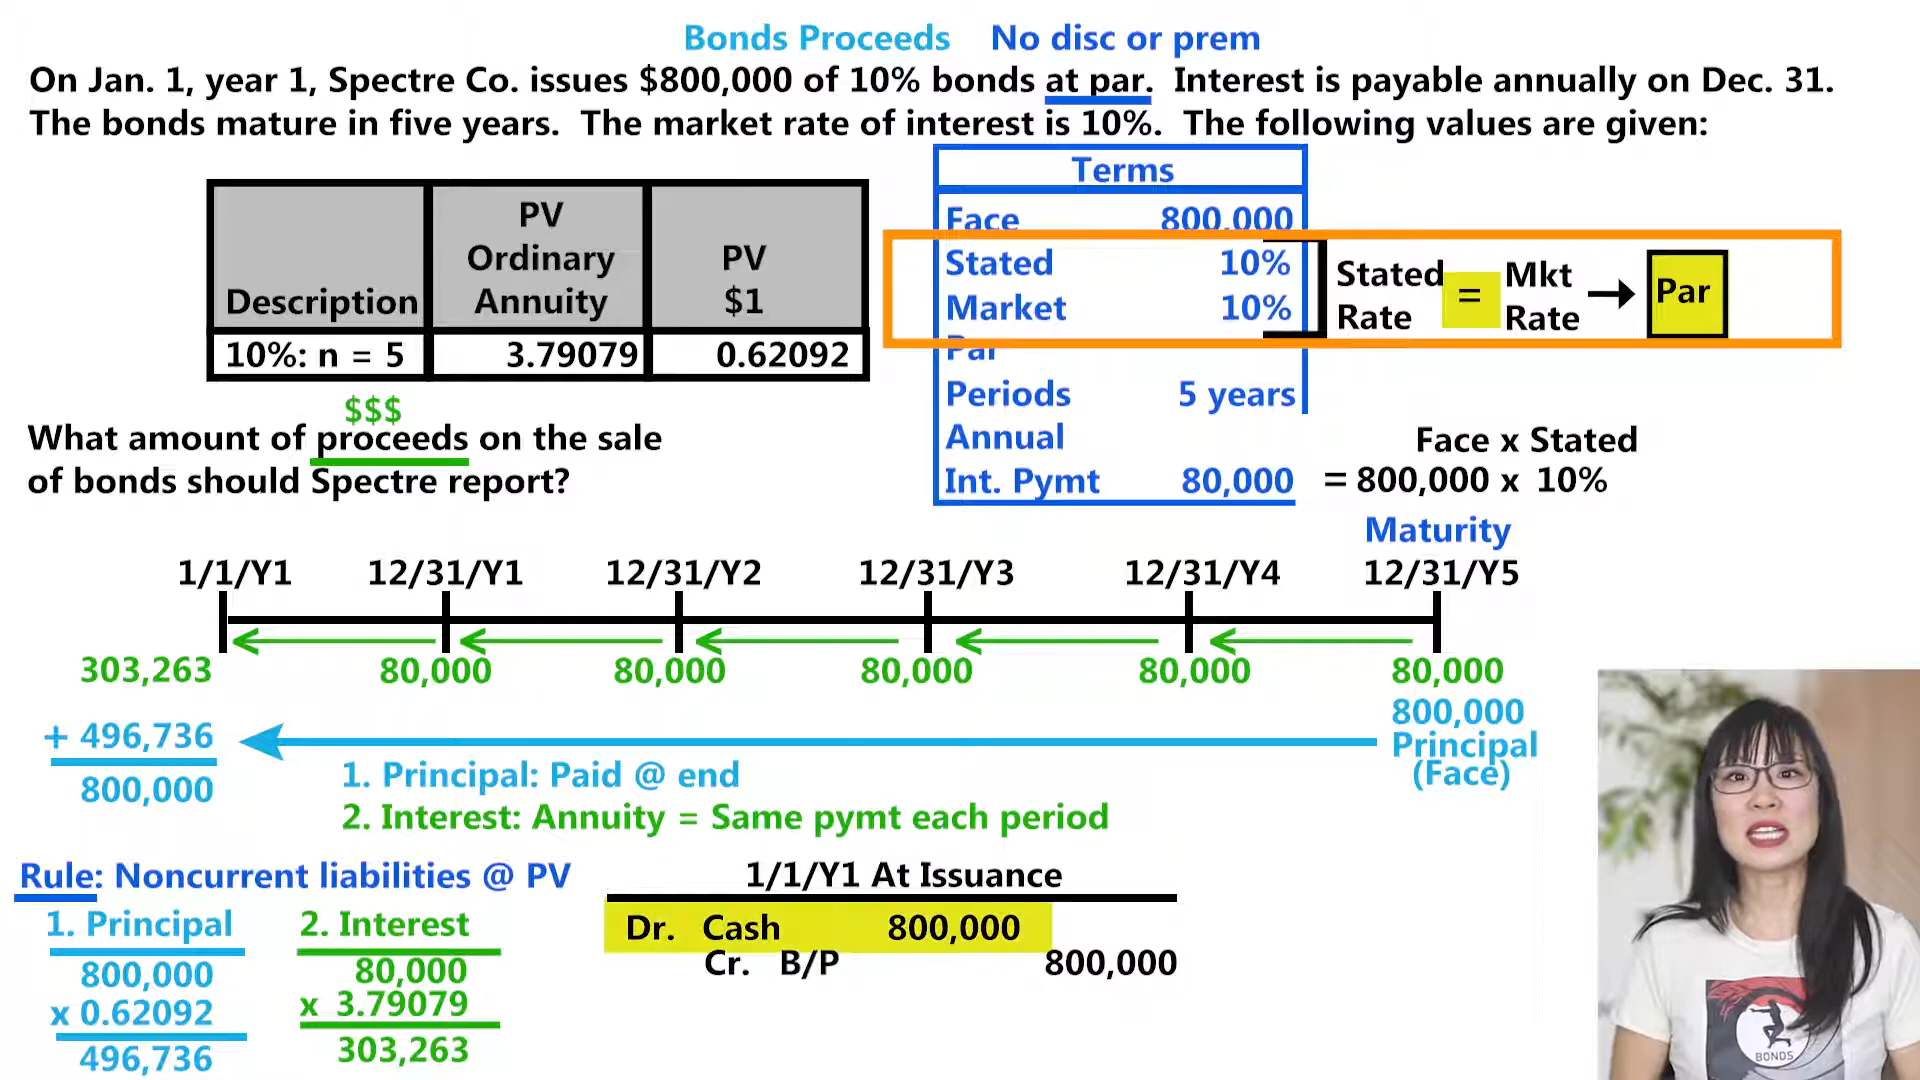 Bonds Proceeds No disc or prem
On Jan. 1, year 1, Spectre Co. issues $800,000 of 10% bonds at par. Interest is payable annually on Dec. 31.
The bonds mature in five years. The market rate of interest is 10%. The following values are given:
Description PV Ordinary Annuity PV $1
10%: n = 5 3.79079 0.62092
Terms
Face 800,000
Stated 10%
Market 10%
Par
Periods 5 years
Annual
Int. Pymt 80,000
Stated Rate = Mkt Rate → Par
Face x Stated
= 800,000 x 10%
$$$
What amount of proceeds on the sale
of bonds should Spectre report?
Maturity
1/1/Y1 12/31/Y1 12/31/Y2 12/31/Y3 12/31/Y4 12/31/Y5
303,263 80,000 80,000 80,000 80,000 80,000
+ 496,736
800,000
800,000
Principal
(Face)
1. Principal: Paid @ end
2. Interest: Annuity = Same pymt each period
Rule: Noncurrent liabilities @ PV
1. Principal
800,000
x 0.62092
496,736
2. Interest
80,000
x 3.79079
303,263
1/1/Y1 At Issuance
Dr. Cash 800,000
Cr. B/P 800,000
BONDS